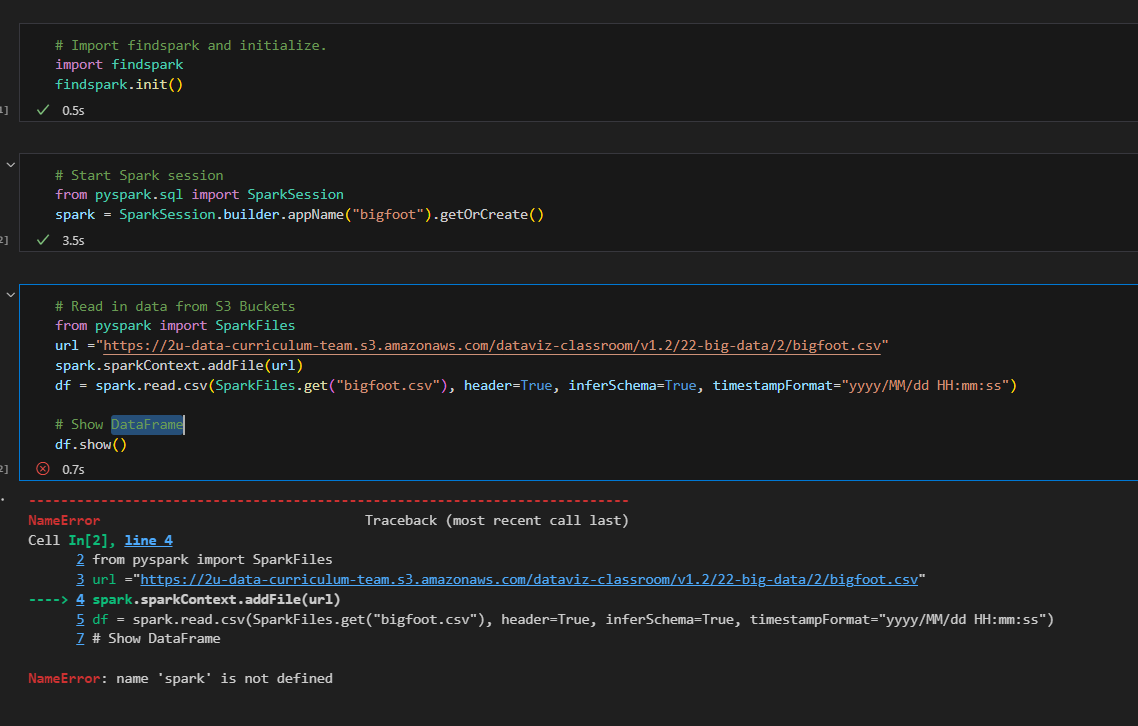 # Import findspark and initialize.
import findspark
findspark.init()
1]
0.5s
# Start Spark session
from pyspark.sql import SparkSession
spark = SparkSession.builder.appName("bigfoot").getOrCreate()
2]
3.5s
# Read in data from S3 Buckets
from pyspark import SparkFiles
url ="https://2u-data-curriculum-team.s3.amazonaws.com/dataviz-classroom/v1.2/22-big-data/2/bigfoot.csv"
spark.sparkContext.addFile(url)
df = spark.read.csv(SparkFiles.get("bigfoot.csv"), header=True, inferSchema=True, timestampFormat="yyyy/MM/dd HH:mm:ss")
# Show DataFrame
df.show()
2]
0.7s
---------------------------------------------------------------------------
NameError Traceback (most recent call last)
Cell In[2], line 4
2 from pyspark import SparkFiles
3 url ="https://2u-data-curriculum-team.s3.amazonaws.com/dataviz-classroom/v1.2/22-big-data/2/bigfoot.csv"
----> 4 spark.sparkContext.addFile(url)
5 df = spark.read.csv(SparkFiles.get("bigfoot.csv"), header=True, inferSchema=True, timestampFormat="yyyy/MM/dd HH:mm:ss")
7 # Show DataFrame
NameError: name 'spark' is not defined